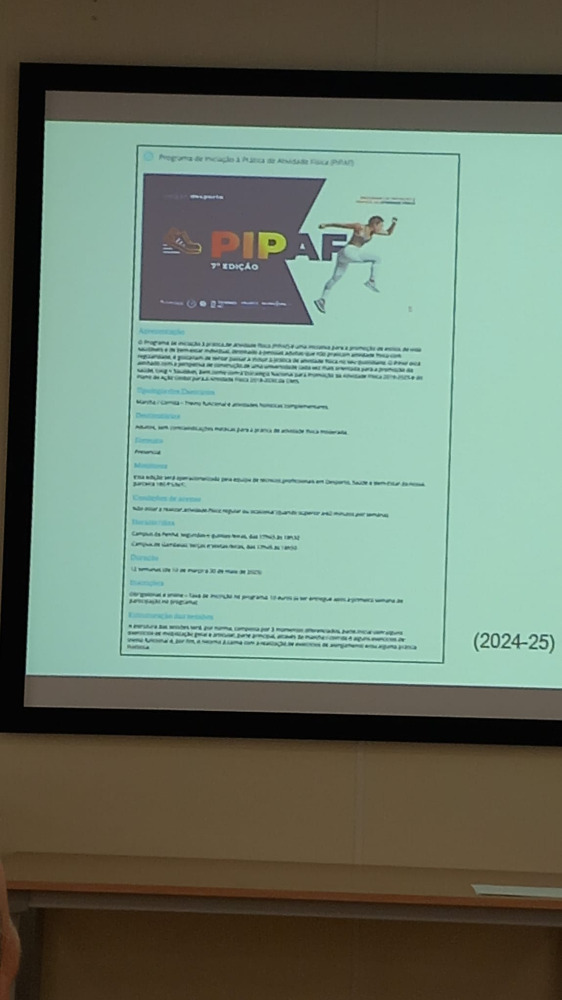 Programa de Iniciação à Prática de Atividade Física (PIPAF)
desporto
PIPAF
7ª EDIÇÃO
Apresentação
O Programa de iniciação à prática de atividade física (PIPAF) é uma iniciativa para a promoção de estilos de vida
saudáveis e de bem-estar individual, destinado a pessoas adultas que não praticam atividade física com
regularidade, e gostariam de tentar passar a incluir a prática de atividade física no seu quotidiano. O PIPAF está
alinhado com a perspetiva de construção de uma universidade cada vez mais orientada para a promoção da
Saúde, bem como com a Estratégia Nacional para Promoção da Atividade Física 2016-2025 e do
Plano de Ação Global para a Atividade Física 2018-2030 da OMS.
Tipologia dos Exercícios
Marcha / Corrida – Treino funcional e atividades holísticas complementares.
Destinatários
Adultos, sem contraindicações médicas para a prática de atividade física moderada.
Formato
Presencial
Monitores
Esta edição será operacionalizada pela equipa de técnicos profissionais em Desporto, Saúde e Bem-Estar da nossa
parceira
Condições de acesso
Não estar a realizar atividade física regular ou ocasional (quando superior a 60 minutos por semana)
Horário
Campus da Penha, segundas e quintas-feiras, das 17h45 às 18h30
Campus de Gambelas, terças e sextas-feiras, das 17h45 às 18h30
Duração
12 semanas (de 10 de março a 30 de maio de 2025)
Inscrições
Obrigatória, e online – Taxa de inscrição no programa, 10 euros (a ser entregue após a primeira semana de
participação no programa)
Estruturação das sessões
A estrutura das sessões será, por norma, composta por 3 momentos diferenciados, parte inicial com alguns
exercícios de mobilização geral e articular, parte principal, através da marcha / corrida e alguns exercícios de
treino funcional e, por fim, o retorno à calma com a realização de exercícios de alongamento e/ou alguma prática
holística.
(2024-25)